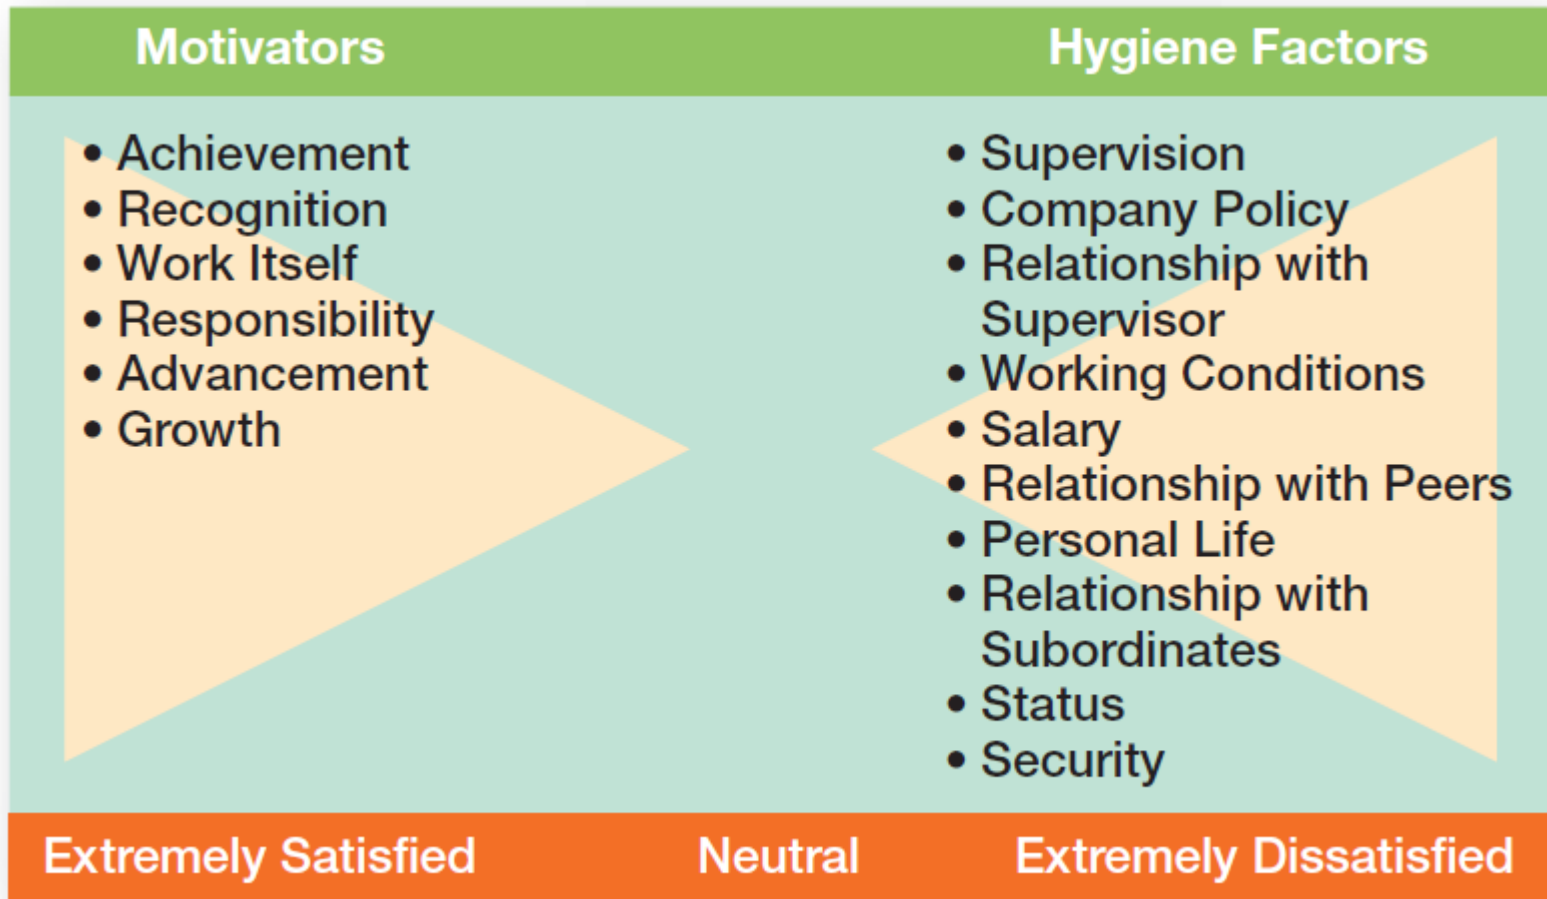 Motivators
Hygiene Factors
• Achievement
• Recognition
• Work Itself
• Responsibility
• Advancement
• Growth
• Supervision
• Company Policy
• Relationship with
Supervisor
• Working Conditions
• Salary
• Relationship with Peers
• Personal Life
• Relationship with
Subordinates
• Status
• Security
Extremely Satisfied
Neutral
Extremely Dissatisfied